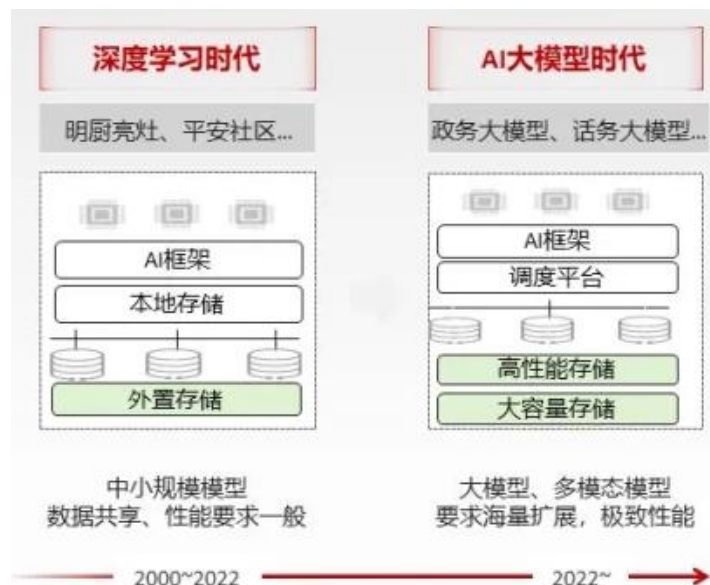 深度学习时代
明厨亮灶、平安社区...
AI框架
本地存储
外置存储
中小规模模型
数据共享、性能要求一般
2000~2022
AI大模型时代
政务大模型、话务大模型...
AI框架
调度平台
高性能存储
大容量存储
大模型、多模态模型
要求海量扩展，极致性能
2022~